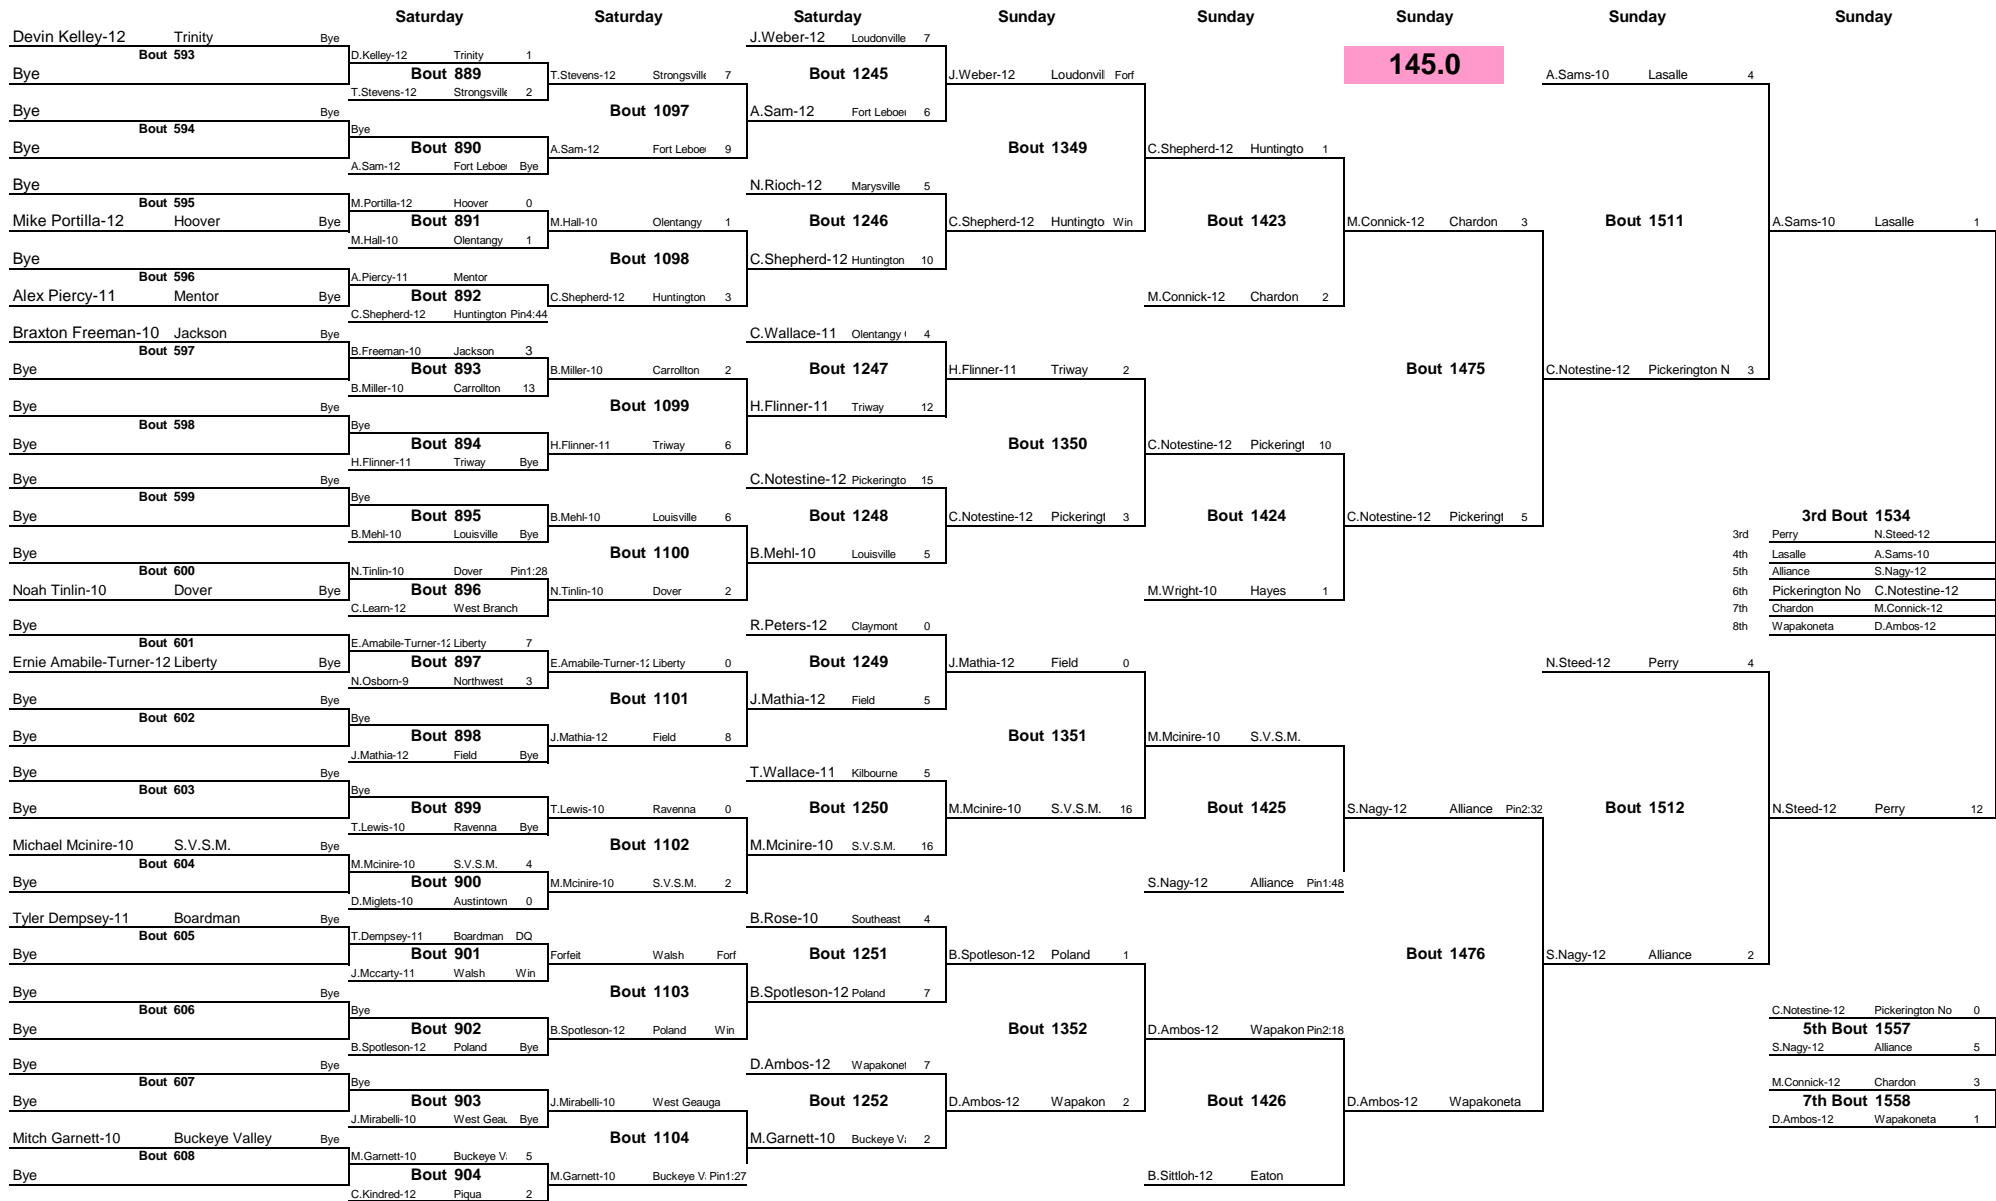 Saturday Saturday Saturday Sunday Sunday Sunday Sunday Sunday
145.0
Devin Kelley-12 Trinity Bye
Bout 593
Bye
Bye Bye
Bout 594
Bye
Bye
Bout 595
Mike Portilla-12 Hoover Bye
Bye
Bout 596
Alex Piercy-11 Mentor Bye
Braxton Freeman-10 Jackson Bye
Bout 597
Bye
Bye Bye
Bout 598
Bye
Bye Bye
Bout 599
Bye
Bye
Bout 600
Noah Tinlin-10 Dover Bye
Bye
Bout 601
Ernie Amabile-Turner-12 Liberty Bye
Bye Bye
Bout 602
Bye
Bye Bye
Bout 603
Bye
Michael Mcinire-10 S.V.S.M. Bye
Bout 604
Bye
Tyler Dempsey-11 Boardman Bye
Bout 605
Bye
Bye Bye
Bout 606
Bye
Bye Bye
Bout 607
Bye
Mitch Garnett-10 Buckeye Valley Bye
Bout 608
Bye
D.Kelley-12 Trinity 1
Bout 889
T.Stevens-12 Strongsville 2
Bye
Bout 890
A.Sam-12 Fort Leboe Bye
M.Portilla-12 Hoover 0
Bout 891
M.Hall-10 Olentangy 1
A.Piercy-11 Mentor
Bout 892
C.Shepherd-12 Huntington Pin4:44
B.Freeman-10 Jackson 3
Bout 893
B.Miller-10 Carrollton 13
Bye
Bout 894
H.Flinner-11 Triway Bye
Bye
Bout 895
B.Mehl-10 Louisville Bye
N.Tinlin-10 Dover Pin1:28
Bout 896
C.Learn-12 West Branch
E.Amabile-Turner-12 Liberty 7
Bout 897
N.Osborn-9 Northwest 3
Bye
Bout 898
J.Mathia-12 Field Bye
Bye
Bout 899
T.Lewis-10 Ravenna Bye
M.Mcinire-10 S.V.S.M. 4
Bout 900
D.Miglets-10 Austintown 0
T.Dempsey-11 Boardman DQ
Bout 901
J.Mccarty-11 Walsh Win
Bye
Bout 902
B.Spotleson-12 Poland Bye
Bye
Bout 903
J.Mirabelli-10 West Geau Bye
M.Garnett-10 Buckeye V 5
Bout 904
C.Kindred-12 Piqua 2
T.Stevens-12 Strongsville 7
Bout 1097
A.Sam-12 Fort Leboe 9
M.Hall-10 Olentangy 1
Bout 1098
C.Shepherd-12 Huntington 3
B.Miller-10 Carrollton 2
Bout 1099
H.Flinner-11 Triway 6
B.Mehl-10 Louisville 6
Bout 1100
N.Tinlin-10 Dover 2
E.Amabile-Turner-12 Liberty 0
Bout 1101
J.Mathia-12 Field 8
T.Lewis-10 Ravenna 0
Bout 1102
M.Mcinire-10 S.V.S.M. 2
Forfeit Walsh Forf
Bout 1103
B.Spotleson-12 Poland Win
J.Mirabelli-10 West Geauga
Bout 1104
M.Garnett-10 Buckeye V Pin1:27
J.Weber-12 Loudonville 7
Bout 1245
A.Sam-12 Fort Leboe 6
N.Rioch-12 Marysville 5
Bout 1246
C.Shepherd-12 Huntington 10
C.Wallace-11 Olentangy 4
Bout 1247
H.Flinner-11 Triway 12
C.Notestine-12 Pickeringto 15
Bout 1248
B.Mehl-10 Louisville 5
R.Peters-12 Claymont 0
Bout 1249
J.Mathia-12 Field 5
T.Wallace-11 Kilbourne 5
Bout 1250
M.Mcinire-10 S.V.S.M. 16
B.Rose-10 Southeast 4
Bout 1251
B.Spotleson-12 Poland 7
D.Ambos-12 Wapakonet 7
Bout 1252
M.Garnett-10 Buckeye V 2
J.Weber-12 Loudonvil Forf
Bout 1349
C.Shepherd-12 Huntingto Win
H.Flinner-11 Triway 2
Bout 1350
C.Notestine-12 Pickeringt 3
J.Mathia-12 Field 0
Bout 1351
M.Mcinire-10 S.V.S.M. 16
B.Spotleson-12 Poland 1
Bout 1352
D.Ambos-12 Wapakon 2
C.Shepherd-12 Huntingto 1
Bout 1423
M.Connick-12 Chardon 2
C.Notestine-12 Pickeringt 10
Bout 1424
M.Wright-10 Hayes 1
M.Mcinire-10 S.V.S.M.
Bout 1425
S.Nagy-12 Alliance Pin1:48
D.Ambos-12 Wapakon Pin2:18
Bout 1426
B.Sittloh-12 Eaton
M.Connick-12 Chardon 3
Bout 1475
C.Notestine-12 Pickeringt 5
S.Nagy-12 Alliance Pin2:32
Bout 1476
D.Ambos-12 Wapakoneta
A.Sams-10 Lasalle 4
Bout 1511
C.Notestine-12 Pickerington N 3
N.Steed-12 Perry 4
Bout 1512
S.Nagy-12 Alliance 2
A.Sams-10 Lasalle 1
3rd Bout 1534
3rd Perry N.Steed-12
4th Lasalle A.Sams-10
5th Alliance S.Nagy-12
6th Pickerington No C.Notestine-12
7th Chardon M.Connick-12
8th Wapakoneta D.Ambos-12
N.Steed-12 Perry 12
C.Notestine-12 Pickerington No 0
5th Bout 1557
S.Nagy-12 Alliance 5
M.Connick-12 Chardon 3
7th Bout 1558
D.Ambos-12 Wapakoneta 1